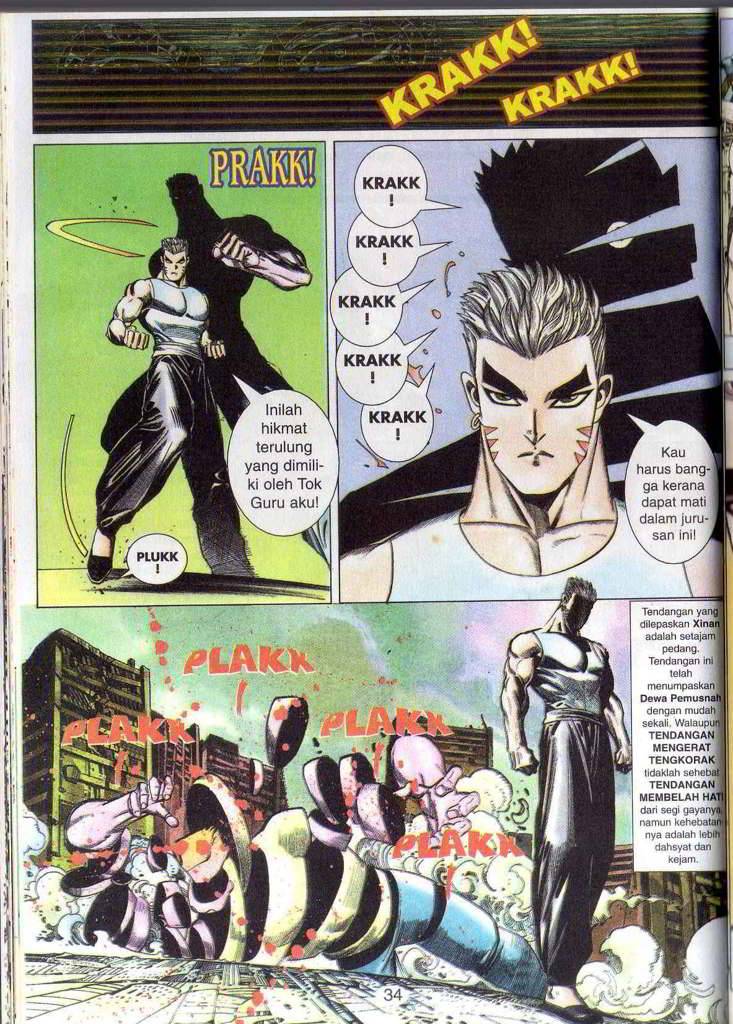 KRAKK!
KRAKK!
PRAKK!
Inilah
hikmat
terulung
yang dimili-
ki oleh Tok
Guru aku!
PLUKK
!
KRAKK
!
KRAKK
!
KRAKK
!
KRAKK
!
KRAKK
!
Kau
harus bang-
ga kerana
dapat mati
dalam juru-
san ini!
PLAKK
!
PLAKK
!
PLAKK
!
PLAKK
!
Tendangan yang
dilepaskan Xinan
adalah setajam
pedang.
Tendangan ini
telah
menumpaskan
Dewa Pemusnah
dengan mudah
sekali. Walaupun
TENDANGAN
MENGERAT
TENGKORAK
tidaklah sehebat
TENDANGAN
MEMBELAH HATI
dari segi gayanya,
namun kehebatan-
nya adalah lebih
dahsyat dan
kejam.
34